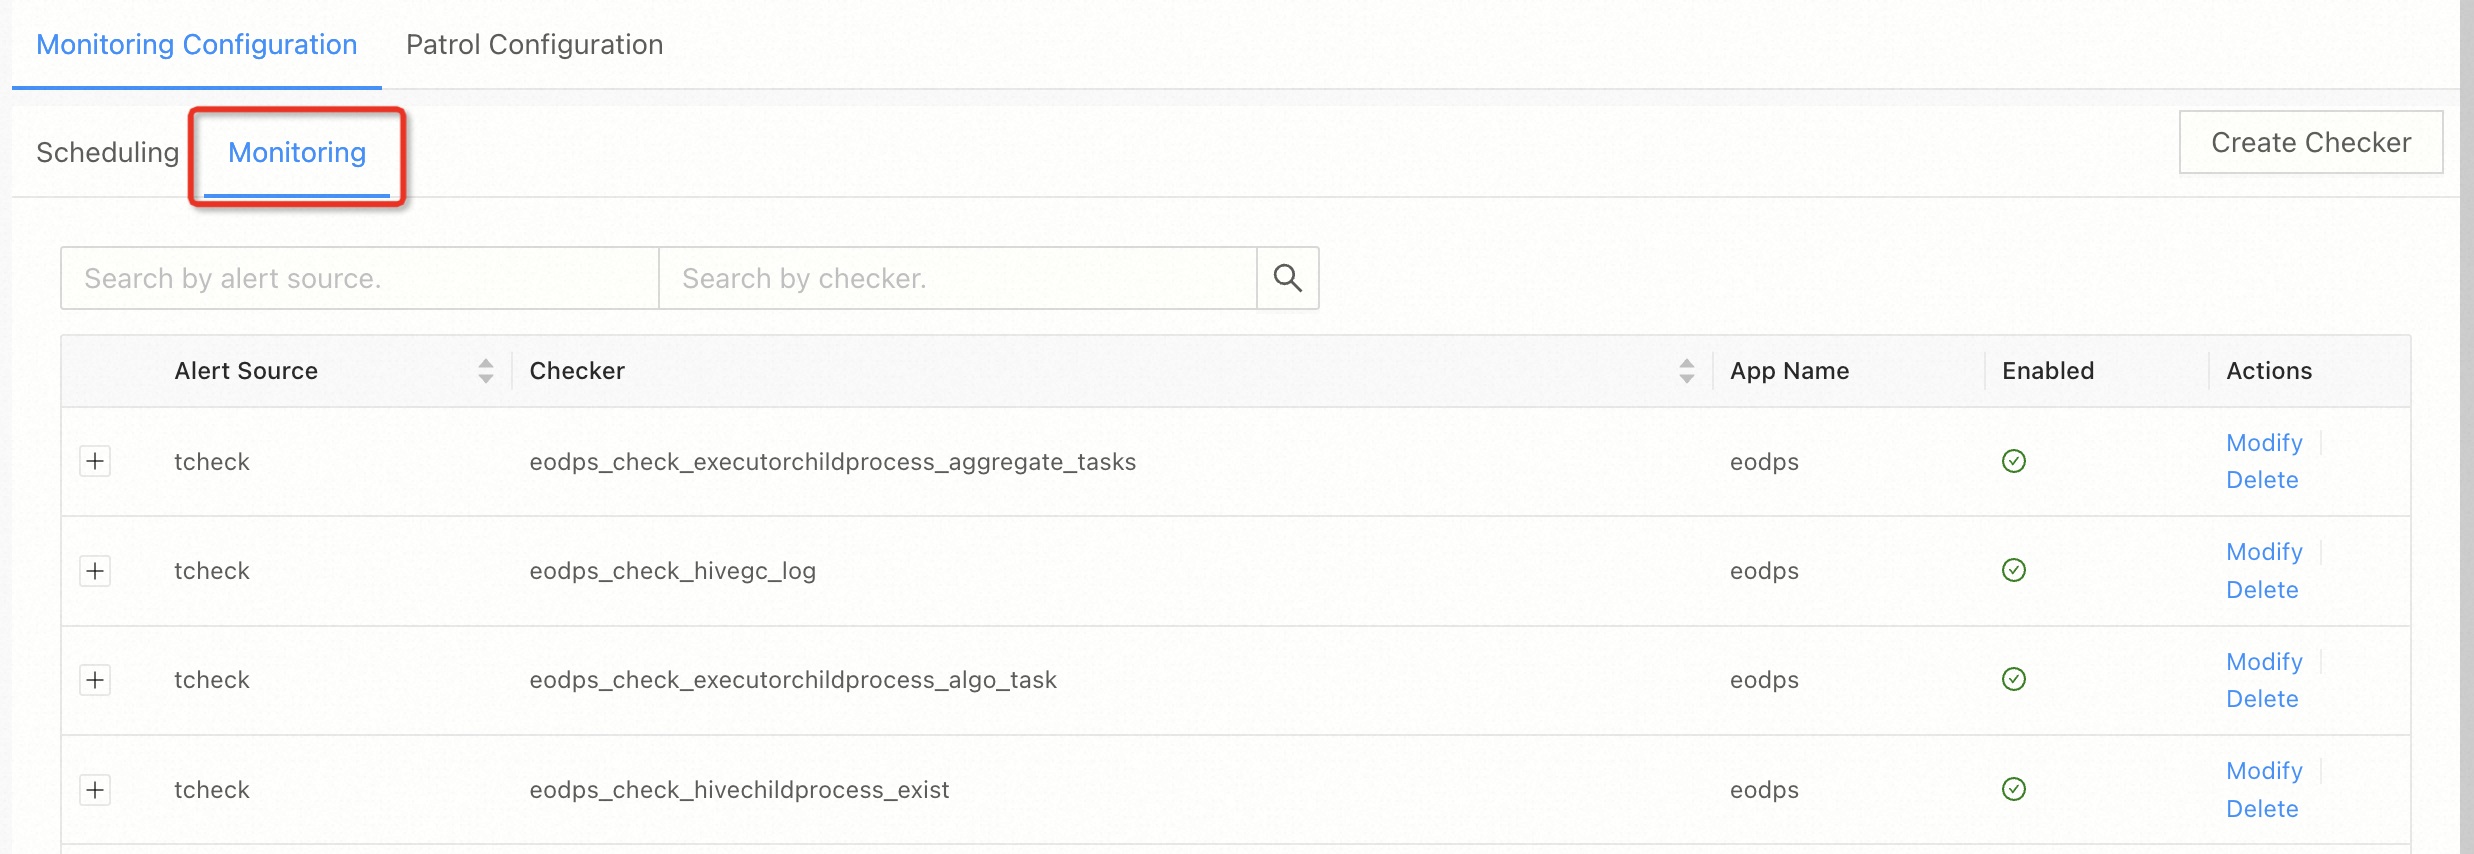 Monitoring Configuration Patrol Configuration
Scheduling Monitoring Create Checker
Search by alert source. Search by checker.
Alert Source Checker App Name Enabled Actions
tcheck eodps_check_executorchildprocess_aggregate_tasks eodps Modify
Delete
tcheck eodps_check_hivegc_log eodps Modify
Delete
tcheck eodps_check_executorchildprocess_algo_task eodps Modify
Delete
tcheck eodps_check_hivechildprocess_exist eodps Modify
Delete